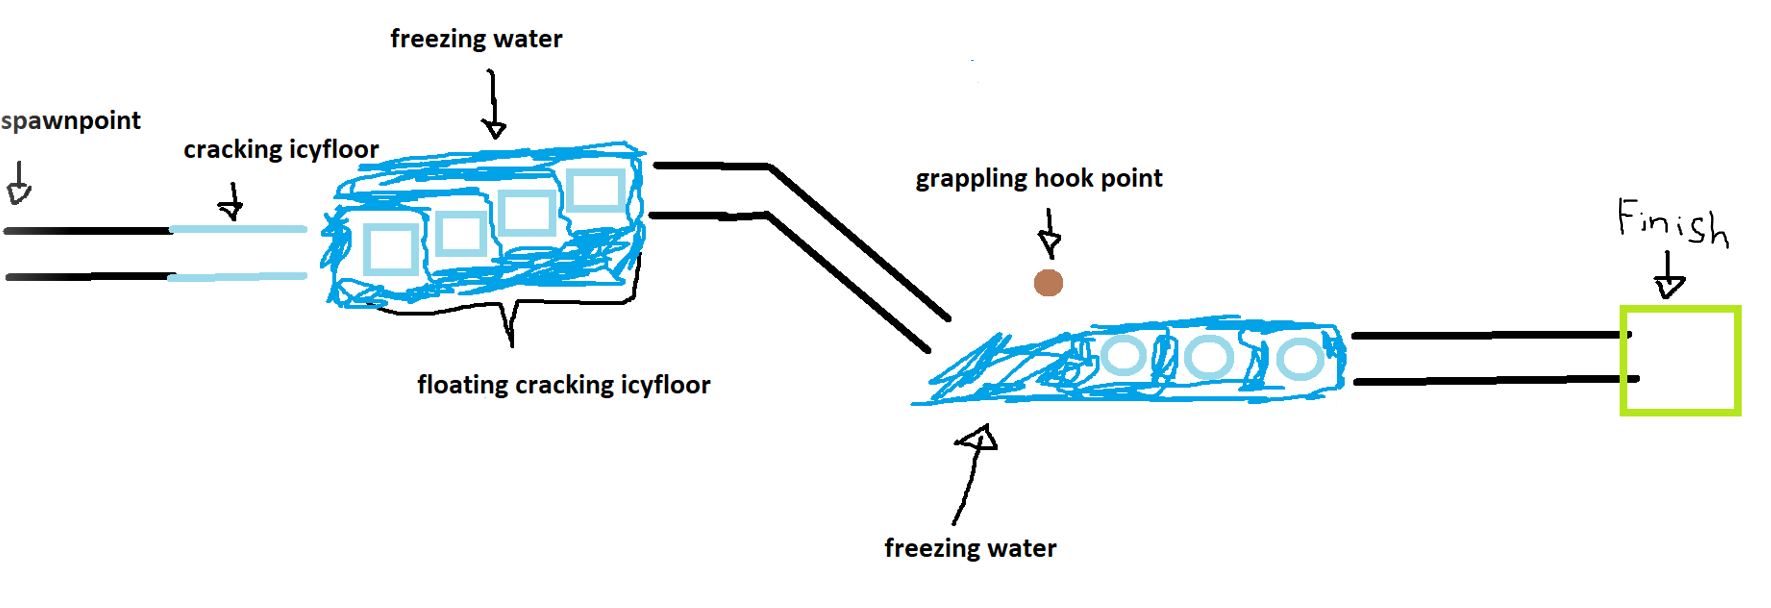 freezing water
spawnpoint
cracking icyfloor
grappling hook point
Finish
floating cracking icyfloor
freezing water